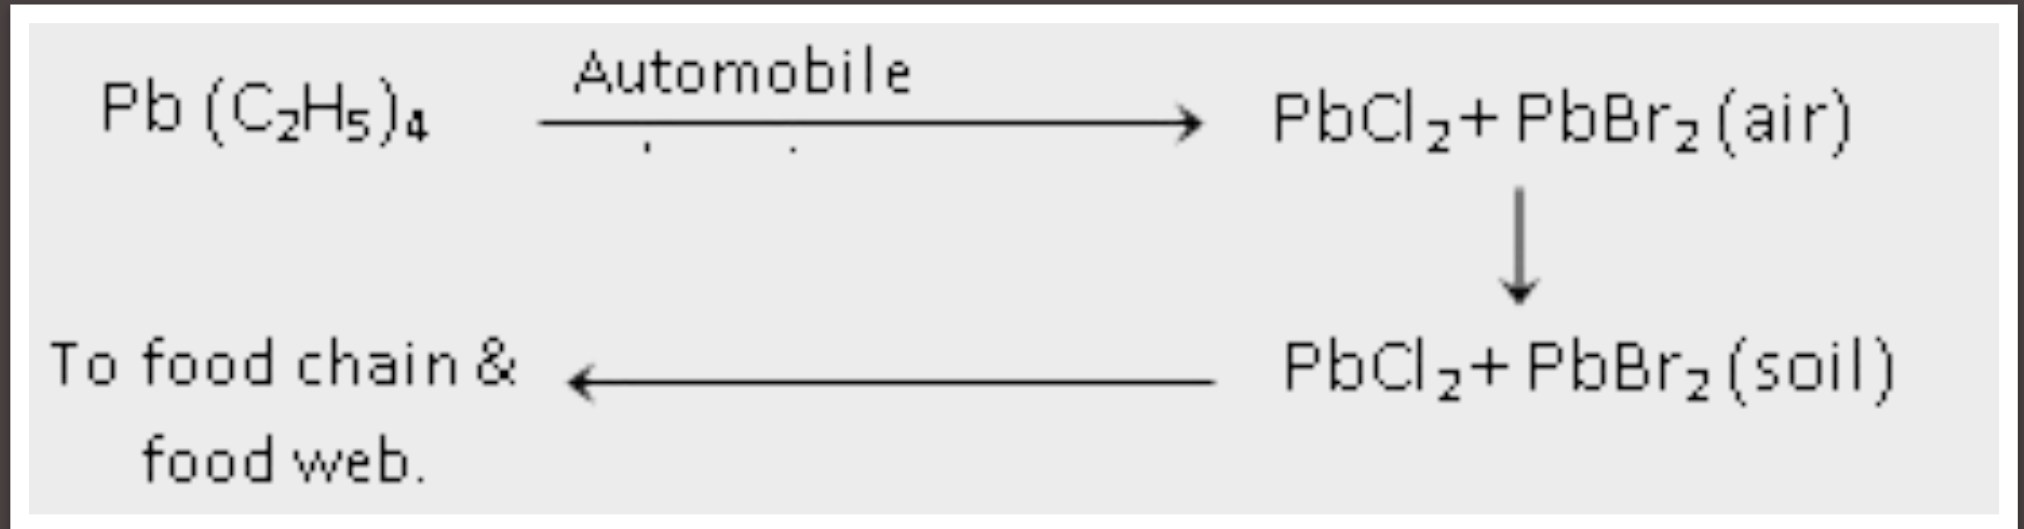 Automobile
Pb (C₂H₅)₄ → PbCl₂+ PbBr₂ (air)
↓
To food chain & ← PbCl₂+ PbBr₂ (soil)
food web.